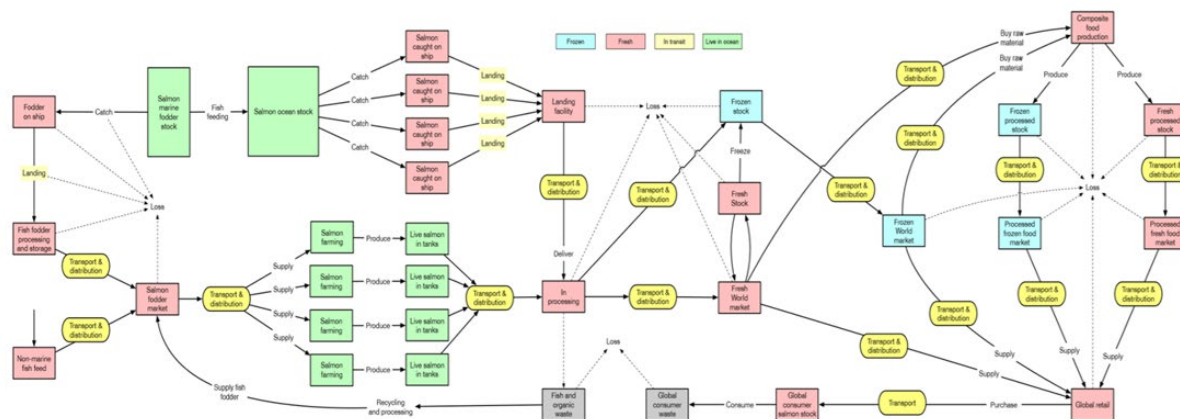 Frozen
Fresh
In transit
Live in ocean
Fodder
on ship
Catch
Salmon
marine
fodder
stock
Fish
feeding
Salmon ocean stock
Catch
Catch
Catch
Catch
Salmon
caught on
ship
Salmon
caught on
ship
Salmon
caught on
ship
Salmon
caught on
ship
Landing
Landing
Landing
Landing
Landing
facility
Loss
Frozen
stock
Freeze
Fresh
Stock
Transport &
distribution
Deliver
Transport &
distribution
Landing
Loss
Fish fodder
processing
and storage
Transport &
distribution
Salmon
fodder
market
Transport &
distribution
Non-marine
fish feed
Transport &
distribution
Supply
Supply
Supply
Supply
Salmon
farming
Salmon
farming
Salmon
farming
Salmon
farming
Produce
Produce
Produce
Produce
Live salmon
in tanks
Live salmon
in tanks
Live salmon
in tanks
Live salmon
in tanks
Transport &
distribution
In
processing
Transport &
distribution
Fresh World
market
Transport &
distribution
Transport &
distribution
Buy raw
material
Buy raw
material
Transport &
distribution
Composite
food
production
Produce
Produce
Frozen
processed
stock
Fresh
processed
stock
Transport &
distribution
Transport &
distribution
Loss
Frozen
World
market
Processed
frozen food
market
Processed
fresh food
market
Transport &
distribution
Transport &
distribution
Transport &
distribution
Transport &
distribution
Supply
Supply
Supply
Supply
Supply fish
fodder
Recycling
and processing
Fish and
organic
waste
Loss
Global
consumer
waste
Consume
Global
consumer
salmon stock
Transport
Purchase
Global retail